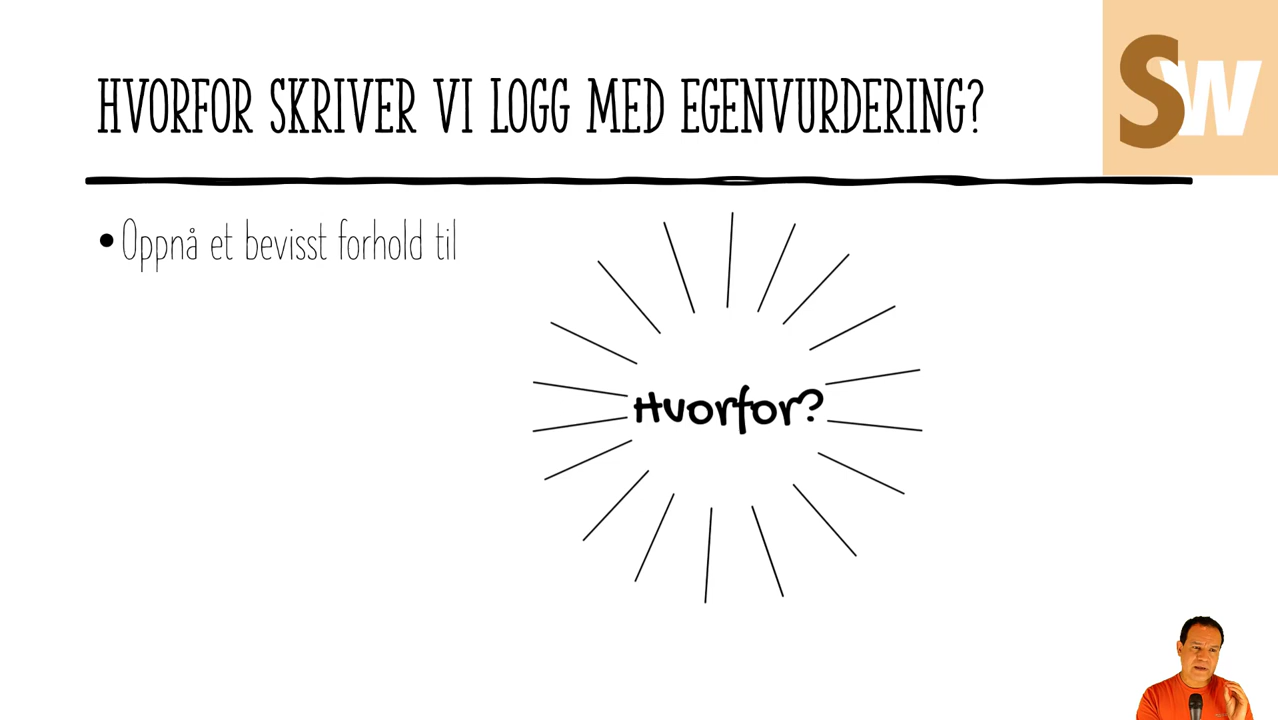 HVORFOR SKRIVER VI LOGG MED EGENVURDERING?
SW
• Oppnå et bevisst forhold til
Hvorfor?